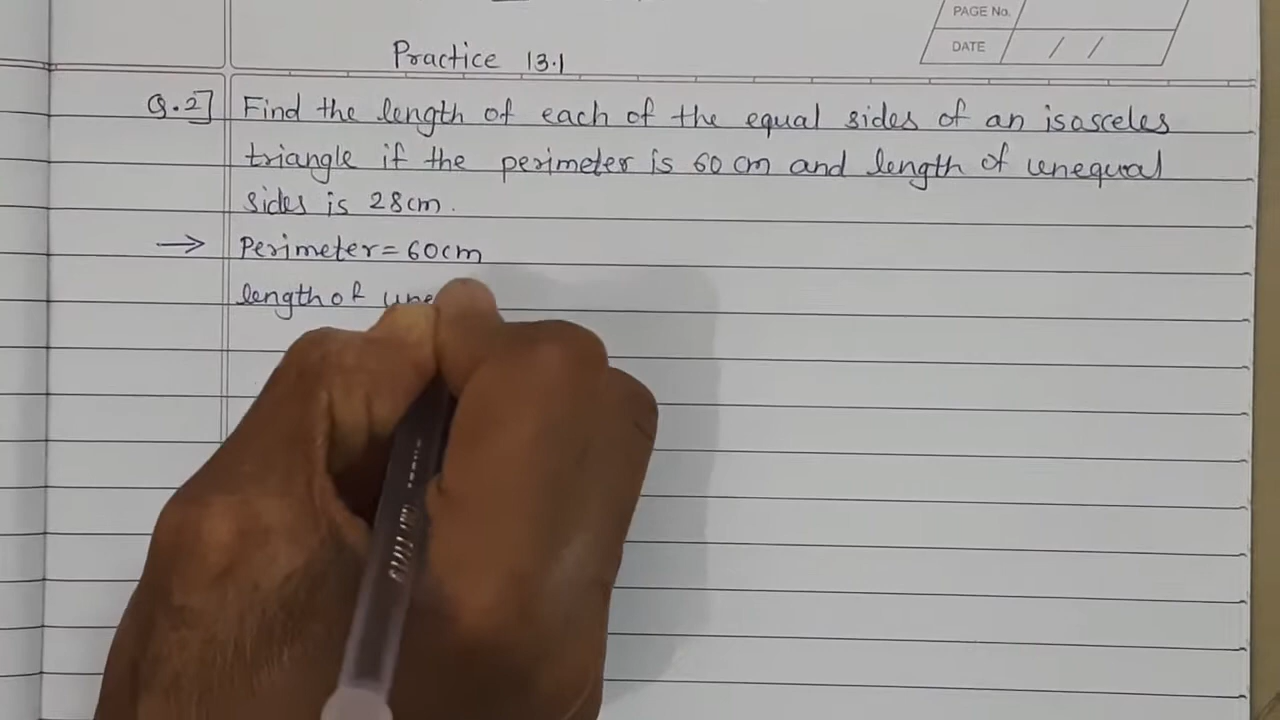 PAGE No.
DATE / /
Practice 13.1
Q.2] Find the length of each of the equal sides of an isosceles
triangle if the perimeter is 60 cm and length of unequal
sides is 28cm.
→ Perimeter = 60cm
length of une